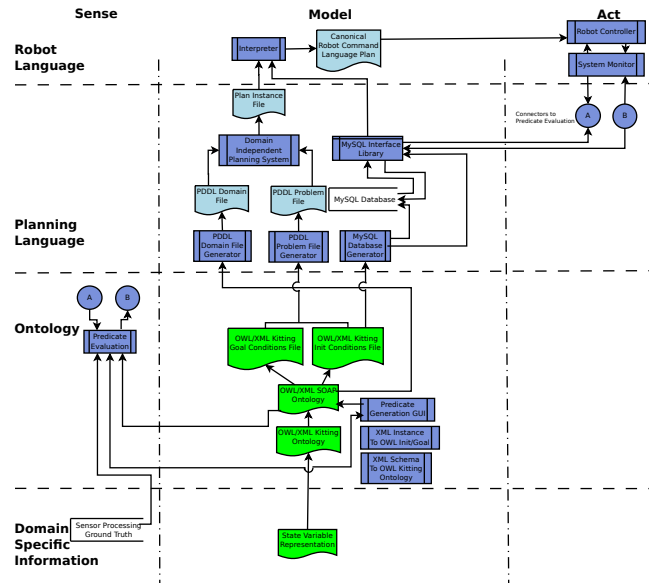 Sense
Model
Act
Robot
Language
Interpreter
Canonical
Robot Command
Language Plan
Robot Controller
System Monitor
Plan Instance
File
Connectors to
Predicate Evaluation
A
B
Domain
Independent
Planning System
MySQL Interface
Library
PDDL Domain
File
PDDL Problem
File
MySQL Database
Planning
Language
PDDL
Domain File
Generator
PDDL
Problem File
Generator
MySQL
Database
Generator
Ontology
A
B
Predicate
Evaluation
OWL/XML Kitting
Goal Conditions File
OWL/XML Kitting
Init Conditions File
OWL/XML SOAP
Ontology
Predicate
Generation GUI
OWL/XML Kitting
Ontology
XML Instance
To OWL Init/Goal
XML Schema
To OWL Kitting
Ontology
Domain
Specific
Information
Sensor Processing
Ground Truth
State Variable
Representation